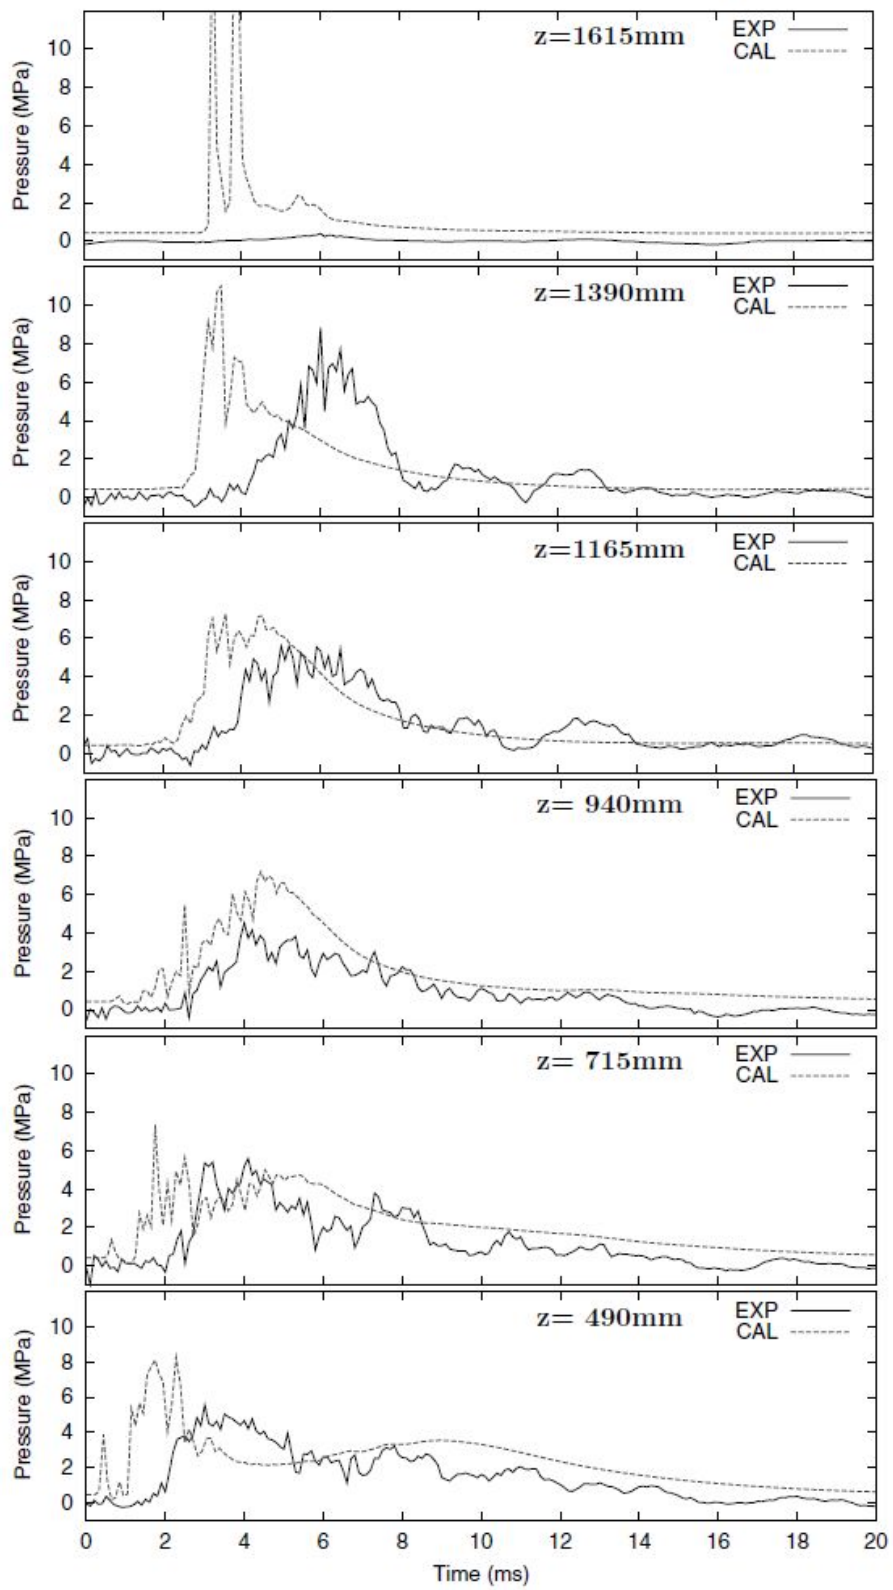 z=1615mm
EXP
CAL
Pressure (MPa)
10
8
6
4
2
0
z=1390mm
EXP
CAL
Pressure (MPa)
10
8
6
4
2
0
z=1165mm
EXP
CAL
Pressure (MPa)
10
8
6
4
2
0
z= 940mm
EXP
CAL
Pressure (MPa)
10
8
6
4
2
0
z= 715mm
EXP
CAL
Pressure (MPa)
10
8
6
4
2
0
z= 490mm
EXP
CAL
Pressure (MPa)
10
8
6
4
2
0
0 2 4 6 8 10 12 14 16 18 20
Time (ms)